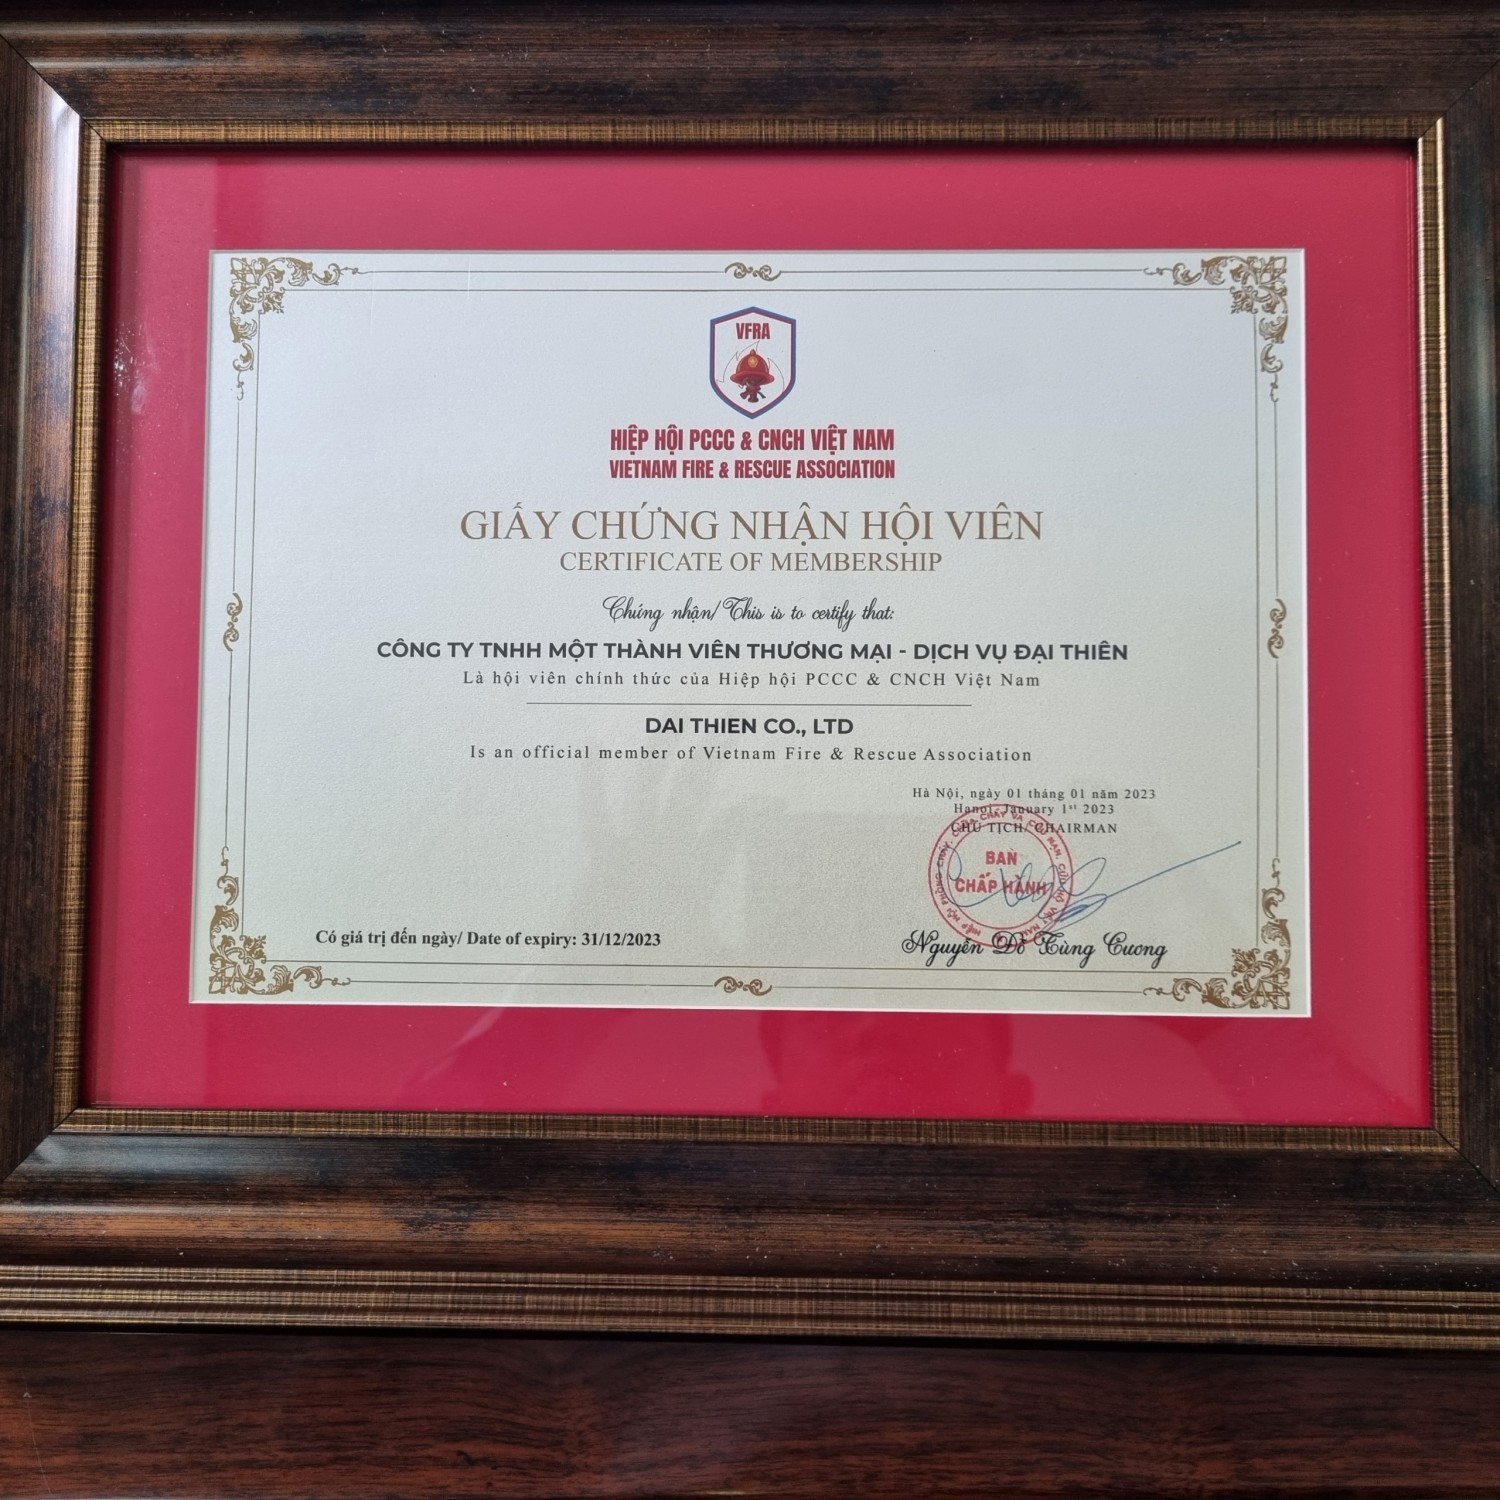 VFRA
HIỆP HỘI PCCC & CNCH VIỆT NAM
VIETNAM FIRE & RESCUE ASSOCIATION
GIẤY CHỨNG NHẬN HỘI VIÊN
CERTIFICATE OF MEMBERSHIP
Chứng nhận/ This is to certify that:
CÔNG TY TNHH MỘT THÀNH VIÊN THƯƠNG MẠI - DỊCH VỤ ĐẠI THIÊN
Là hội viên chính thức của Hiệp hội PCCC & CNCH Việt Nam
DAI THIEN CO., LTD
Is an official member of Vietnam Fire & Rescue Association
Hà Nội, ngày 01 tháng 01 năm 2023
Hanoi, January 1st 2023
CHỦ TỊCH/ CHAIRMAN
BAN
CHẤP HÀNH
Có giá trị đến ngày/ Date of expiry: 31/12/2023
Nguyễn Đỗ Tùng Cương